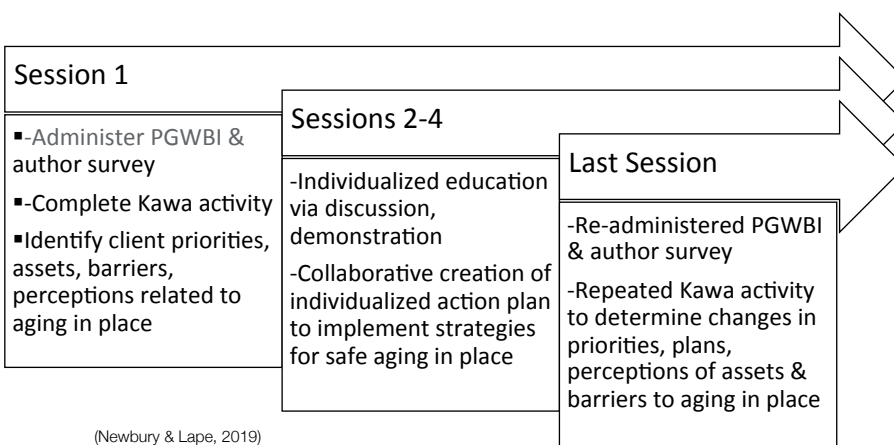 Session 1
▪-Administer PGWBI &
author survey
▪-Complete Kawa activity
▪Identify client priorities,
assets, barriers,
perceptions related to
aging in place
Sessions 2-4
-Individualized education
via discussion,
demonstration
-Collaborative creation of
individualized action plan
to implement strategies
for safe aging in place
Last Session
-Re-administered PGWBI
& author survey
-Repeated Kawa activity
to determine changes in
priorities, plans,
perceptions of assets &
barriers to aging in place
(Newbury & Lape, 2019)